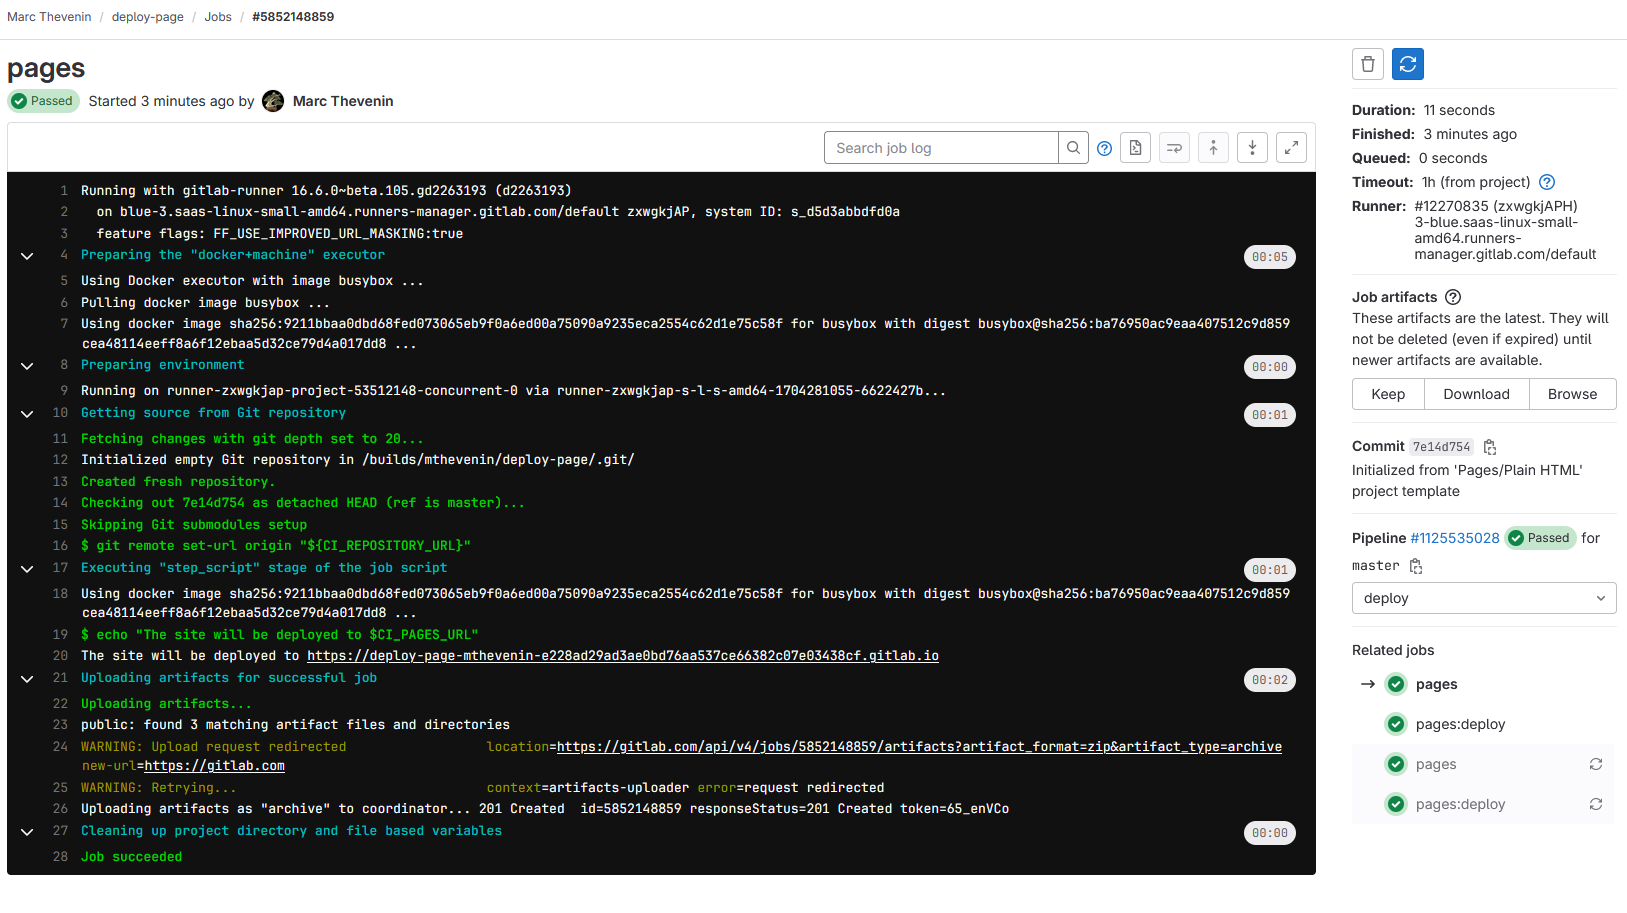 Marc Thevenin / deploy-page / Jobs / #5852148859
pages
Passed Started 3 minutes ago by Marc Thevenin
Search job log
1 Running with gitlab-runner 16.6.0~beta.105.gd2263193 (d2263193)
2 on blue-3.saas-linux-small-amd64.runners-manager.gitlab.com/default zxwgkjAP, system ID: s_d5d3abbdfd0a
3 feature flags: FF_USE_IMPROVED_URL_MASKING:true
4 Preparing the "docker+machine" executor 00:05
5 Using Docker executor with image busybox ...
6 Pulling docker image busybox ...
7 Using docker image sha256:9211bbaa0dbd68fed073065eb9f0a6ed00a75090a9235eca2554c62d1e75c58f for busybox with digest busybox@sha256:ba76950ac9eaa407512c9d859
cea48114eeff8a6f12ebaa5d32ce79d4a017dd8 ...
8 Preparing environment 00:00
9 Running on runner-zxwgkjap-project-53512148-concurrent-0 via runner-zxwgkjap-s-l-s-amd64-1704281055-6622427b...
10 Getting source from Git repository 00:01
11 Fetching changes with git depth set to 20...
12 Initialized empty Git repository in /builds/mthevenin/deploy-page/.git/
13 Created fresh repository.
14 Checking out 7e14d754 as detached HEAD (ref is master)...
15 Skipping Git submodules setup
16 $ git remote set-url origin "${CI_REPOSITORY_URL}"
17 Executing "step_script" stage of the job script 00:01
18 Using docker image sha256:9211bbaa0dbd68fed073065eb9f0a6ed00a75090a9235eca2554c62d1e75c58f for busybox with digest busybox@sha256:ba76950ac9eaa407512c9d859
cea48114eeff8a6f12ebaa5d32ce79d4a017dd8 ...
19 $ echo "The site will be deployed to $CI_PAGES_URL"
20 The site will be deployed to https://deploy-page-mthevenin-e228ad29ad3ae0bd76aa537ce66382c07e03438cf.gitlab.io
21 Uploading artifacts for successful job 00:02
22 Uploading artifacts...
23 public: found 3 matching artifact files and directories
24 WARNING: Upload request redirected location=https://gitlab.com/api/v4/jobs/5852148859/artifacts?artifact_format=zip&artifact_type=archive
new-url=https://gitlab.com
25 WARNING: Retrying... context=artifacts-uploader error=request redirected
26 Uploading artifacts as "archive" to coordinator... 201 Created id=5852148859 responseStatus=201 Created token=65_enVCo
27 Cleaning up project directory and file based variables 00:00
28 Job succeeded
Duration: 11 seconds
Finished: 3 minutes ago
Queued: 0 seconds
Timeout: 1h (from project)
Runner: #12270835 (zxwgkjAPH)
3-blue.saas-linux-small-
amd64.runners-
manager.gitlab.com/default
Job artifacts
These artifacts are the latest. They will
not be deleted (even if expired) until
newer artifacts are available.
Keep Download Browse
Commit 7e14d754
Initialized from 'Pages/Plain HTML'
project template
Pipeline #1125535028 Passed for
master
deploy
Related jobs
pages
pages:deploy
pages
pages:deploy